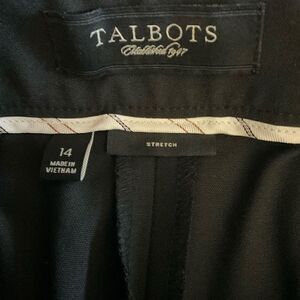 TALBOTS
Established 1947
14
MADE IN
VIETNAM
STRETCH